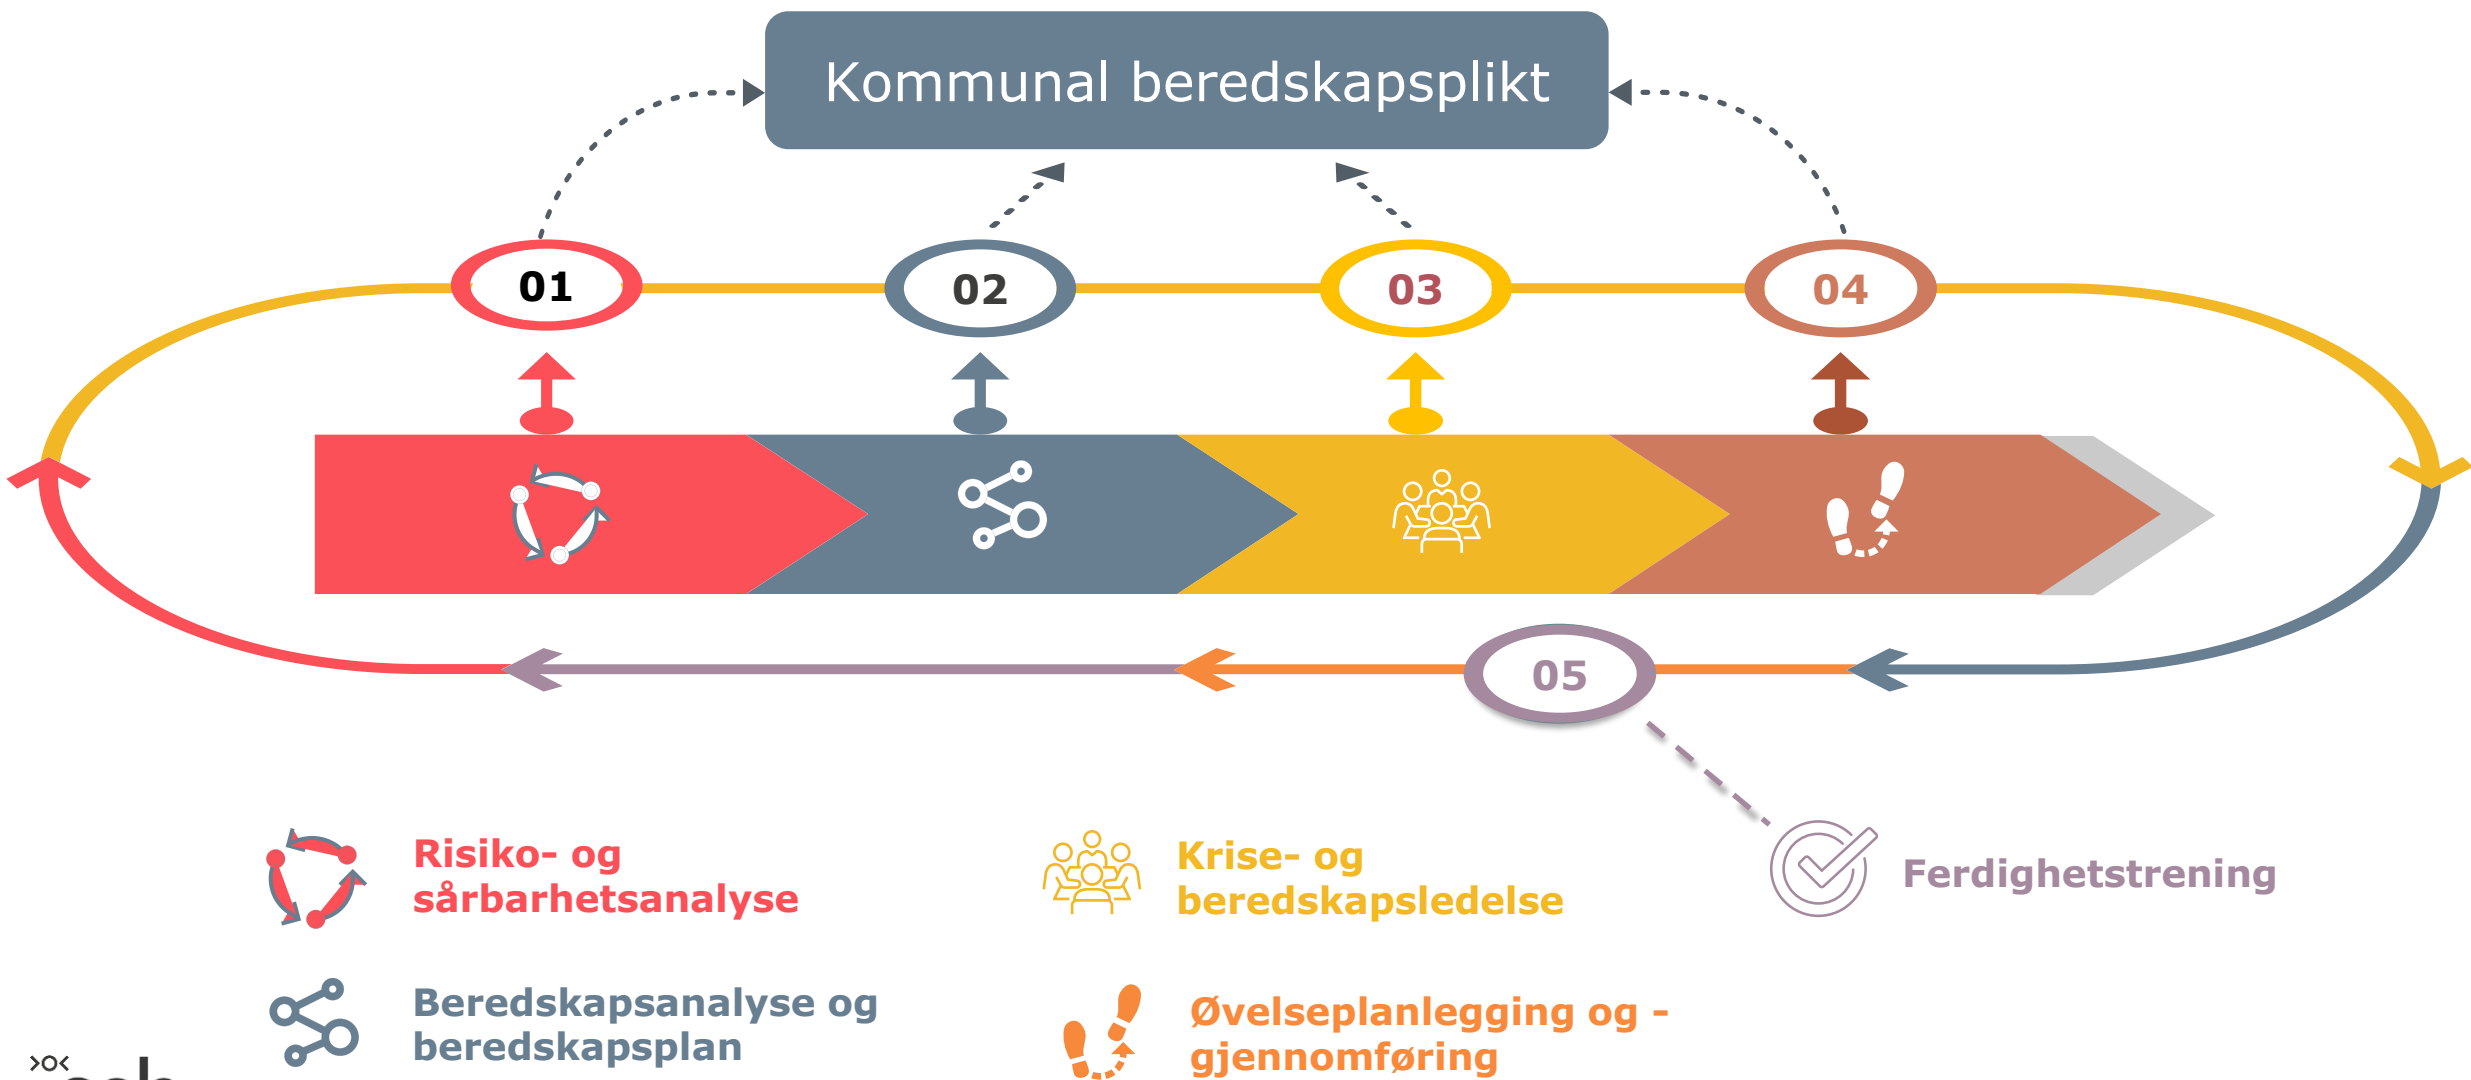 Kommunal beredskapsplikt
01
02
03
04
05
Risiko- og
sårbarhetsanalyse
Krise- og
beredskapsledelse
Ferdighetstrening
Beredskapsanalyse og
beredskapsplan
Øvelseplanlegging og -
gjennomføring